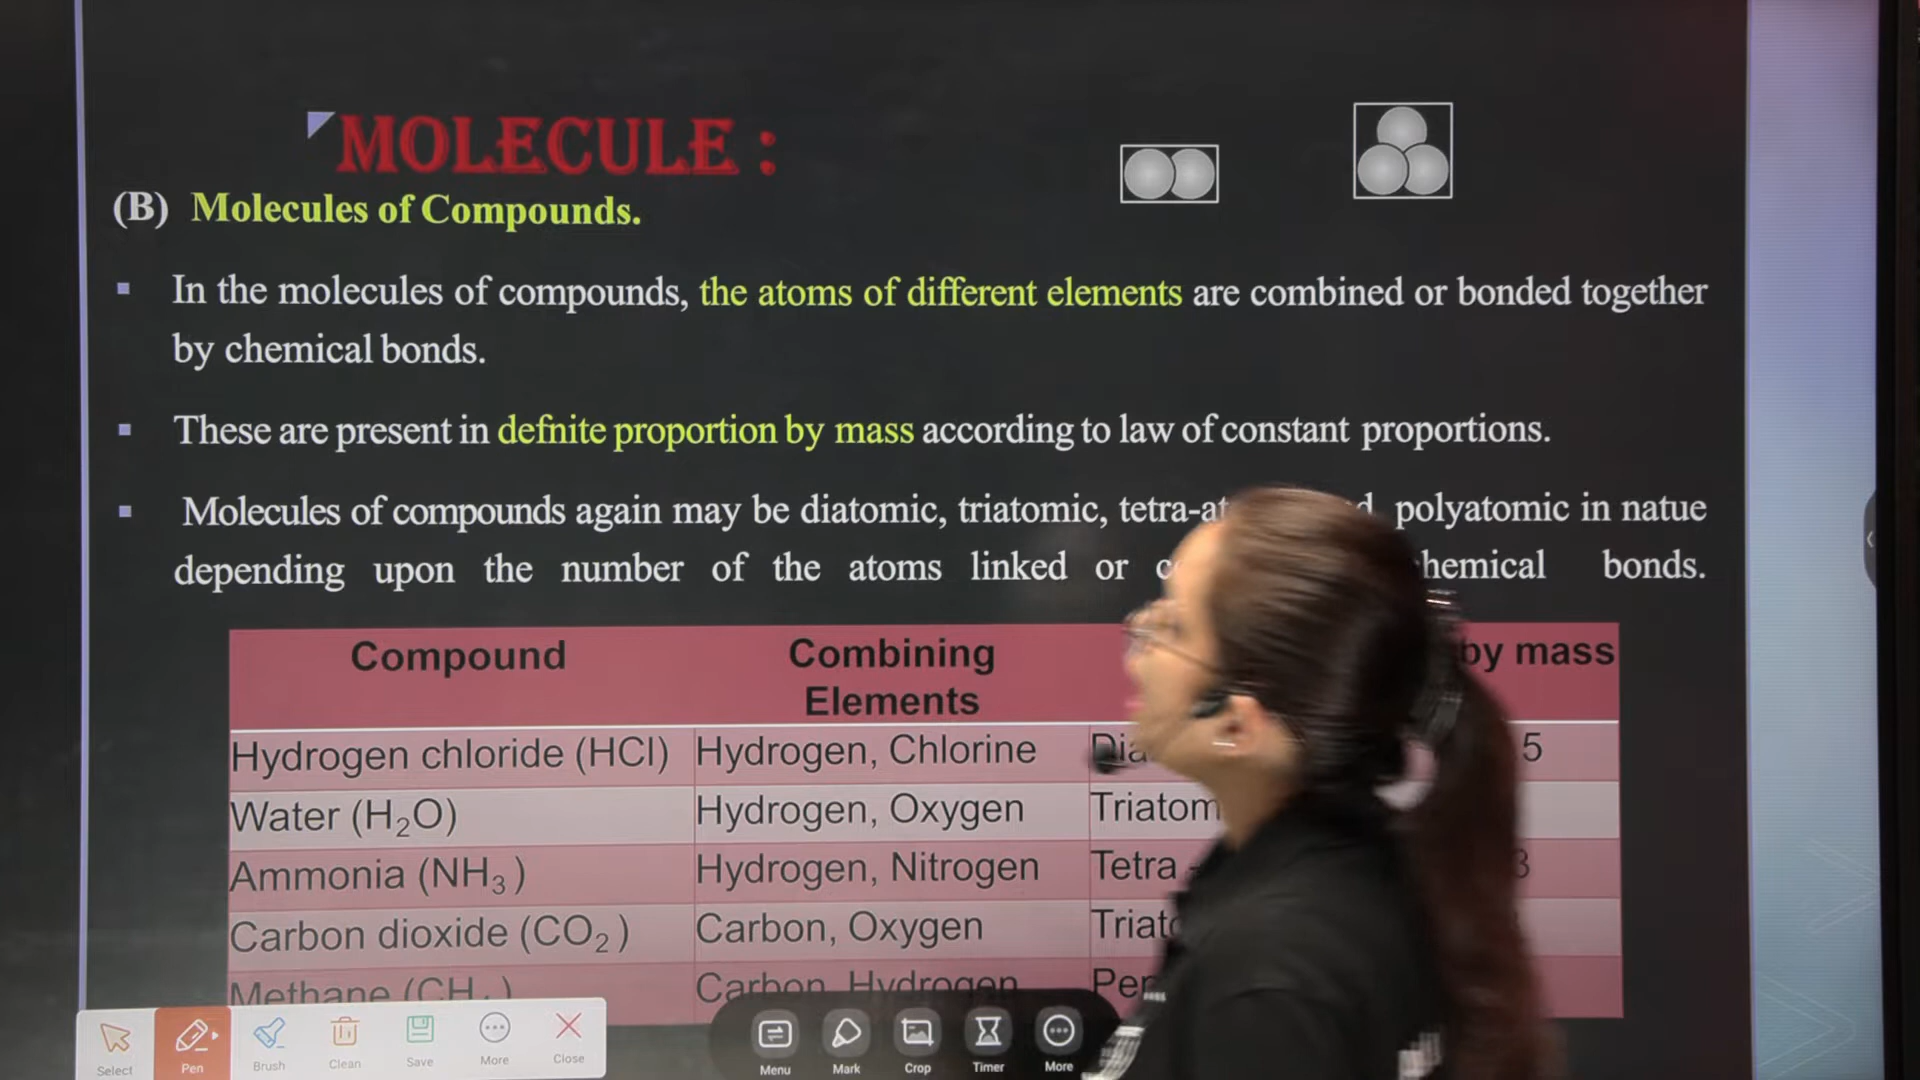 MOLECULE :
(B) Molecules of Compounds.
▪ In the molecules of compounds, the atoms of different elements are combined or bonded together
by chemical bonds.
▪ These are present in defnite proportion by mass according to law of constant proportions.
▪ Molecules of compounds again may be diatomic, triatomic, polyatomic in natue
depending upon the number of the atoms linked or bonds.
Compound Combining by mass
Elements
Hydrogen chloride (HCl) Hydrogen, Chlorine 5
Water (H₂O) Hydrogen, Oxygen
Ammonia (NH₃) Hydrogen, Nitrogen Tetra 3
Carbon dioxide (CO₂) Carbon, Oxygen
Methane Carbon, Hydrogen
Select Pen Brush Clean Save More Close Menu Mark Crop Timer More